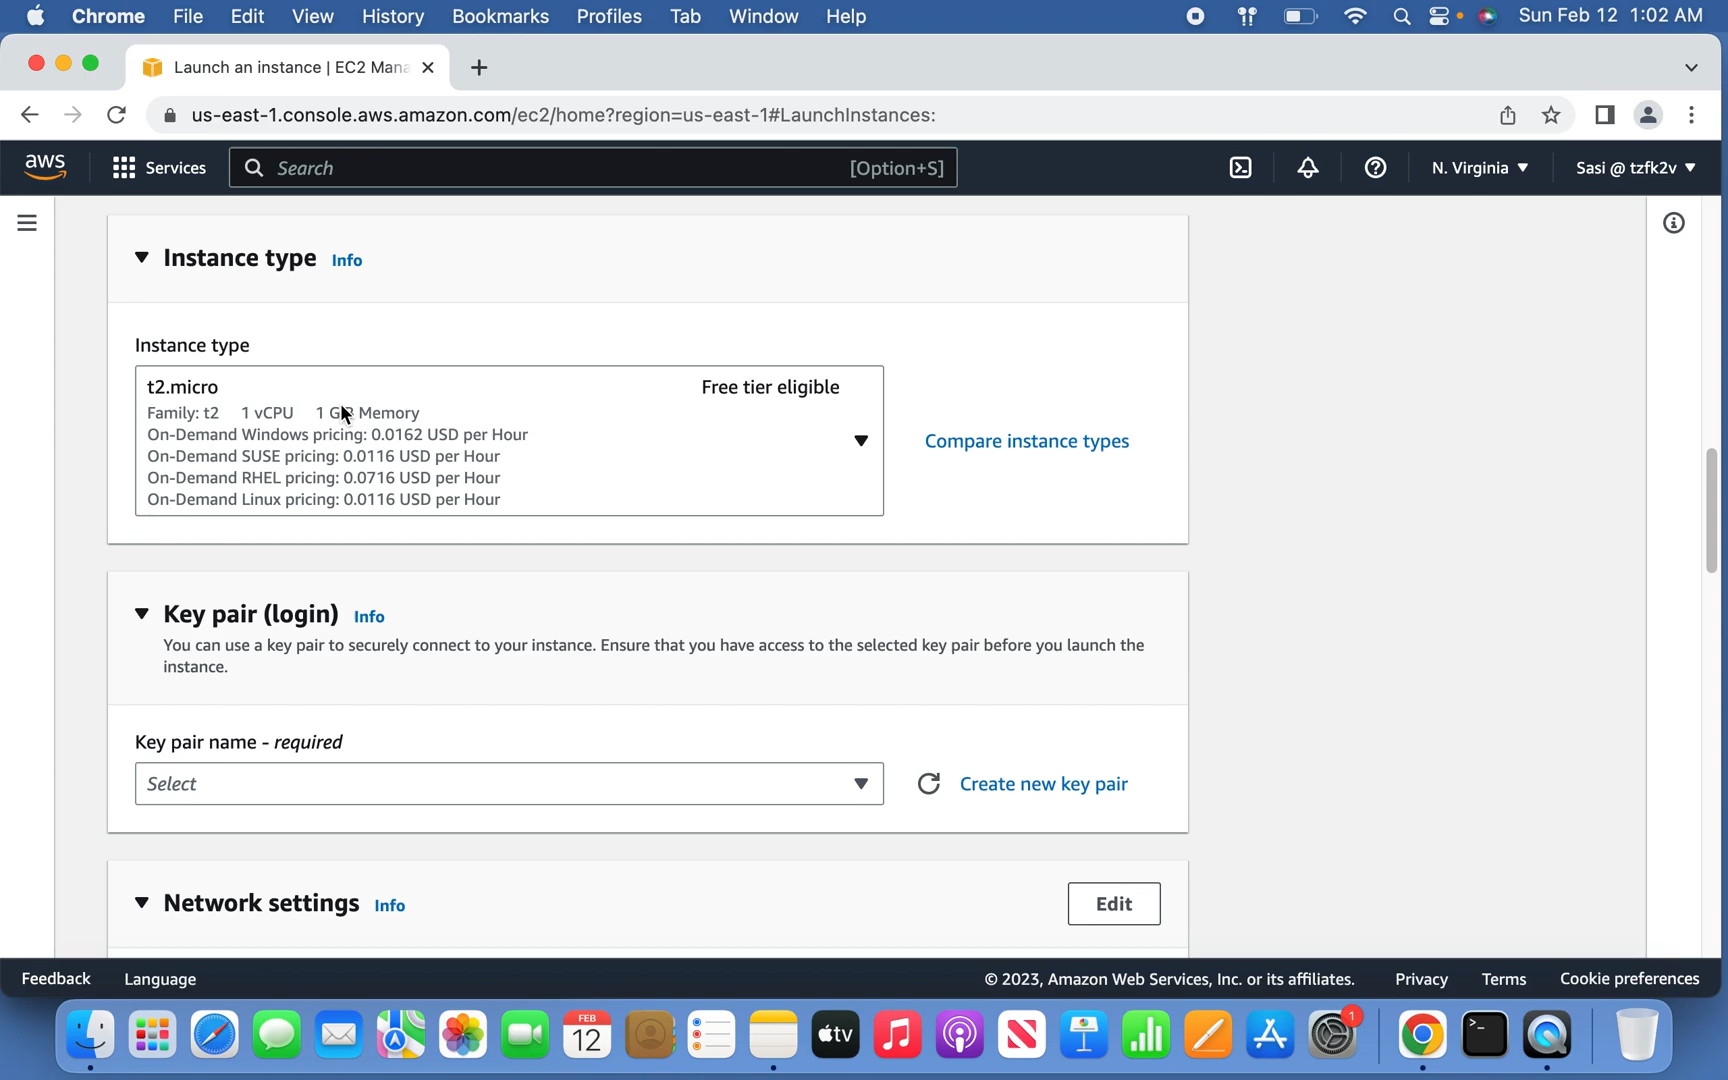 Chrome File Edit View History Bookmarks Profiles Tab Window Help Sun Feb 12 1:02 AM
Launch an instance | EC2 Mana
us-east-1.console.aws.amazon.com/ec2/home?region=us-east-1#LaunchInstances:
aws Services Search [Option+S] N. Virginia Sasi @ tzfk2v
Instance type Info
Instance type
t2.micro Free tier eligible
Family: t2 1 vCPU 1 GiB Memory
On-Demand Windows pricing: 0.0162 USD per Hour
On-Demand SUSE pricing: 0.0116 USD per Hour
Compare instance types
On-Demand RHEL pricing: 0.0716 USD per Hour
On-Demand Linux pricing: 0.0116 USD per Hour
Key pair (login) Info
You can use a key pair to securely connect to your instance. Ensure that you have access to the selected key pair before you launch the
instance.
Key pair name - required
Select Create new key pair
Network settings Info Edit
Feedback Language © 2023, Amazon Web Services, Inc. or its affiliates. Privacy Terms Cookie preferences
FEB
12
tv
1